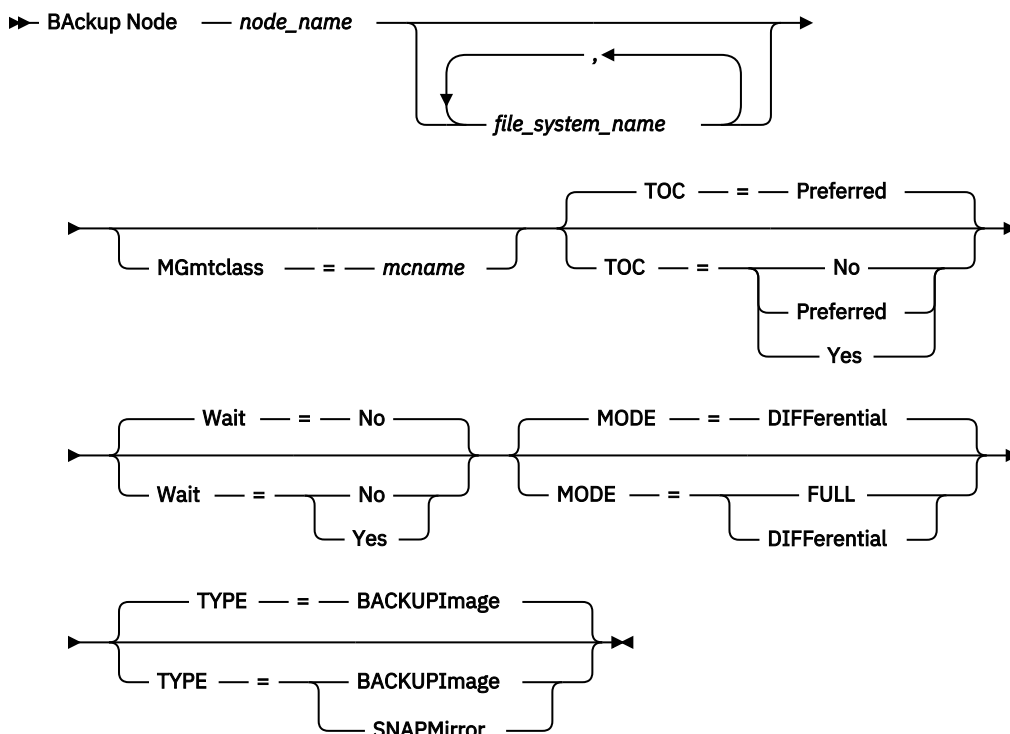 BAckup Node node_name
,
file_system_name
TOC = Preferred
MGmtclass = mcname
TOC = No
Preferred
Yes
Wait = No
MODE = DIFFerential
Wait = No
MODE = FULL
Yes
DIFFerential
TYPE = BACKUPImage
TYPE = BACKUPImage
SNAPMirror